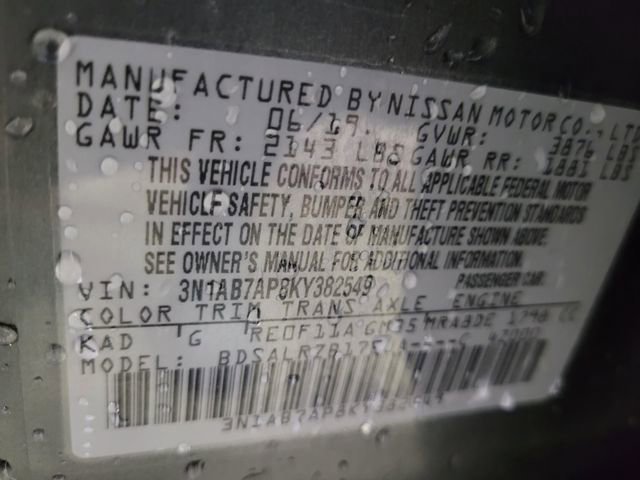 MANUFACTURED BY NISSAN MOTOR CO., LT
DATE: 06/19. GVWR: 3876 LBS
GAWR FR: 2143 LBS GAWR RR: 1881 LBS
THIS VEHICLE CONFORMS TO ALL APPLICABLE FEDERAL MOTOR
VEHICLE SAFETY, BUMPER AND THEFT PREVENTION STANDARDS
IN EFFECT ON THE DATE OF MANUFACTURE SHOWN ABOVE.
SEE OWNER'S MANUAL FOR ADDITIONAL INFORMATION
VIN: 3N1AB7AP8KY382549 PASSENGER CAR
COLOR TRIM TRANS AXLE ENGINE
KAD G RE0F11A GM35 MRA8DE 1798 CC
MODEL:
3N1AB7AP8KY382549